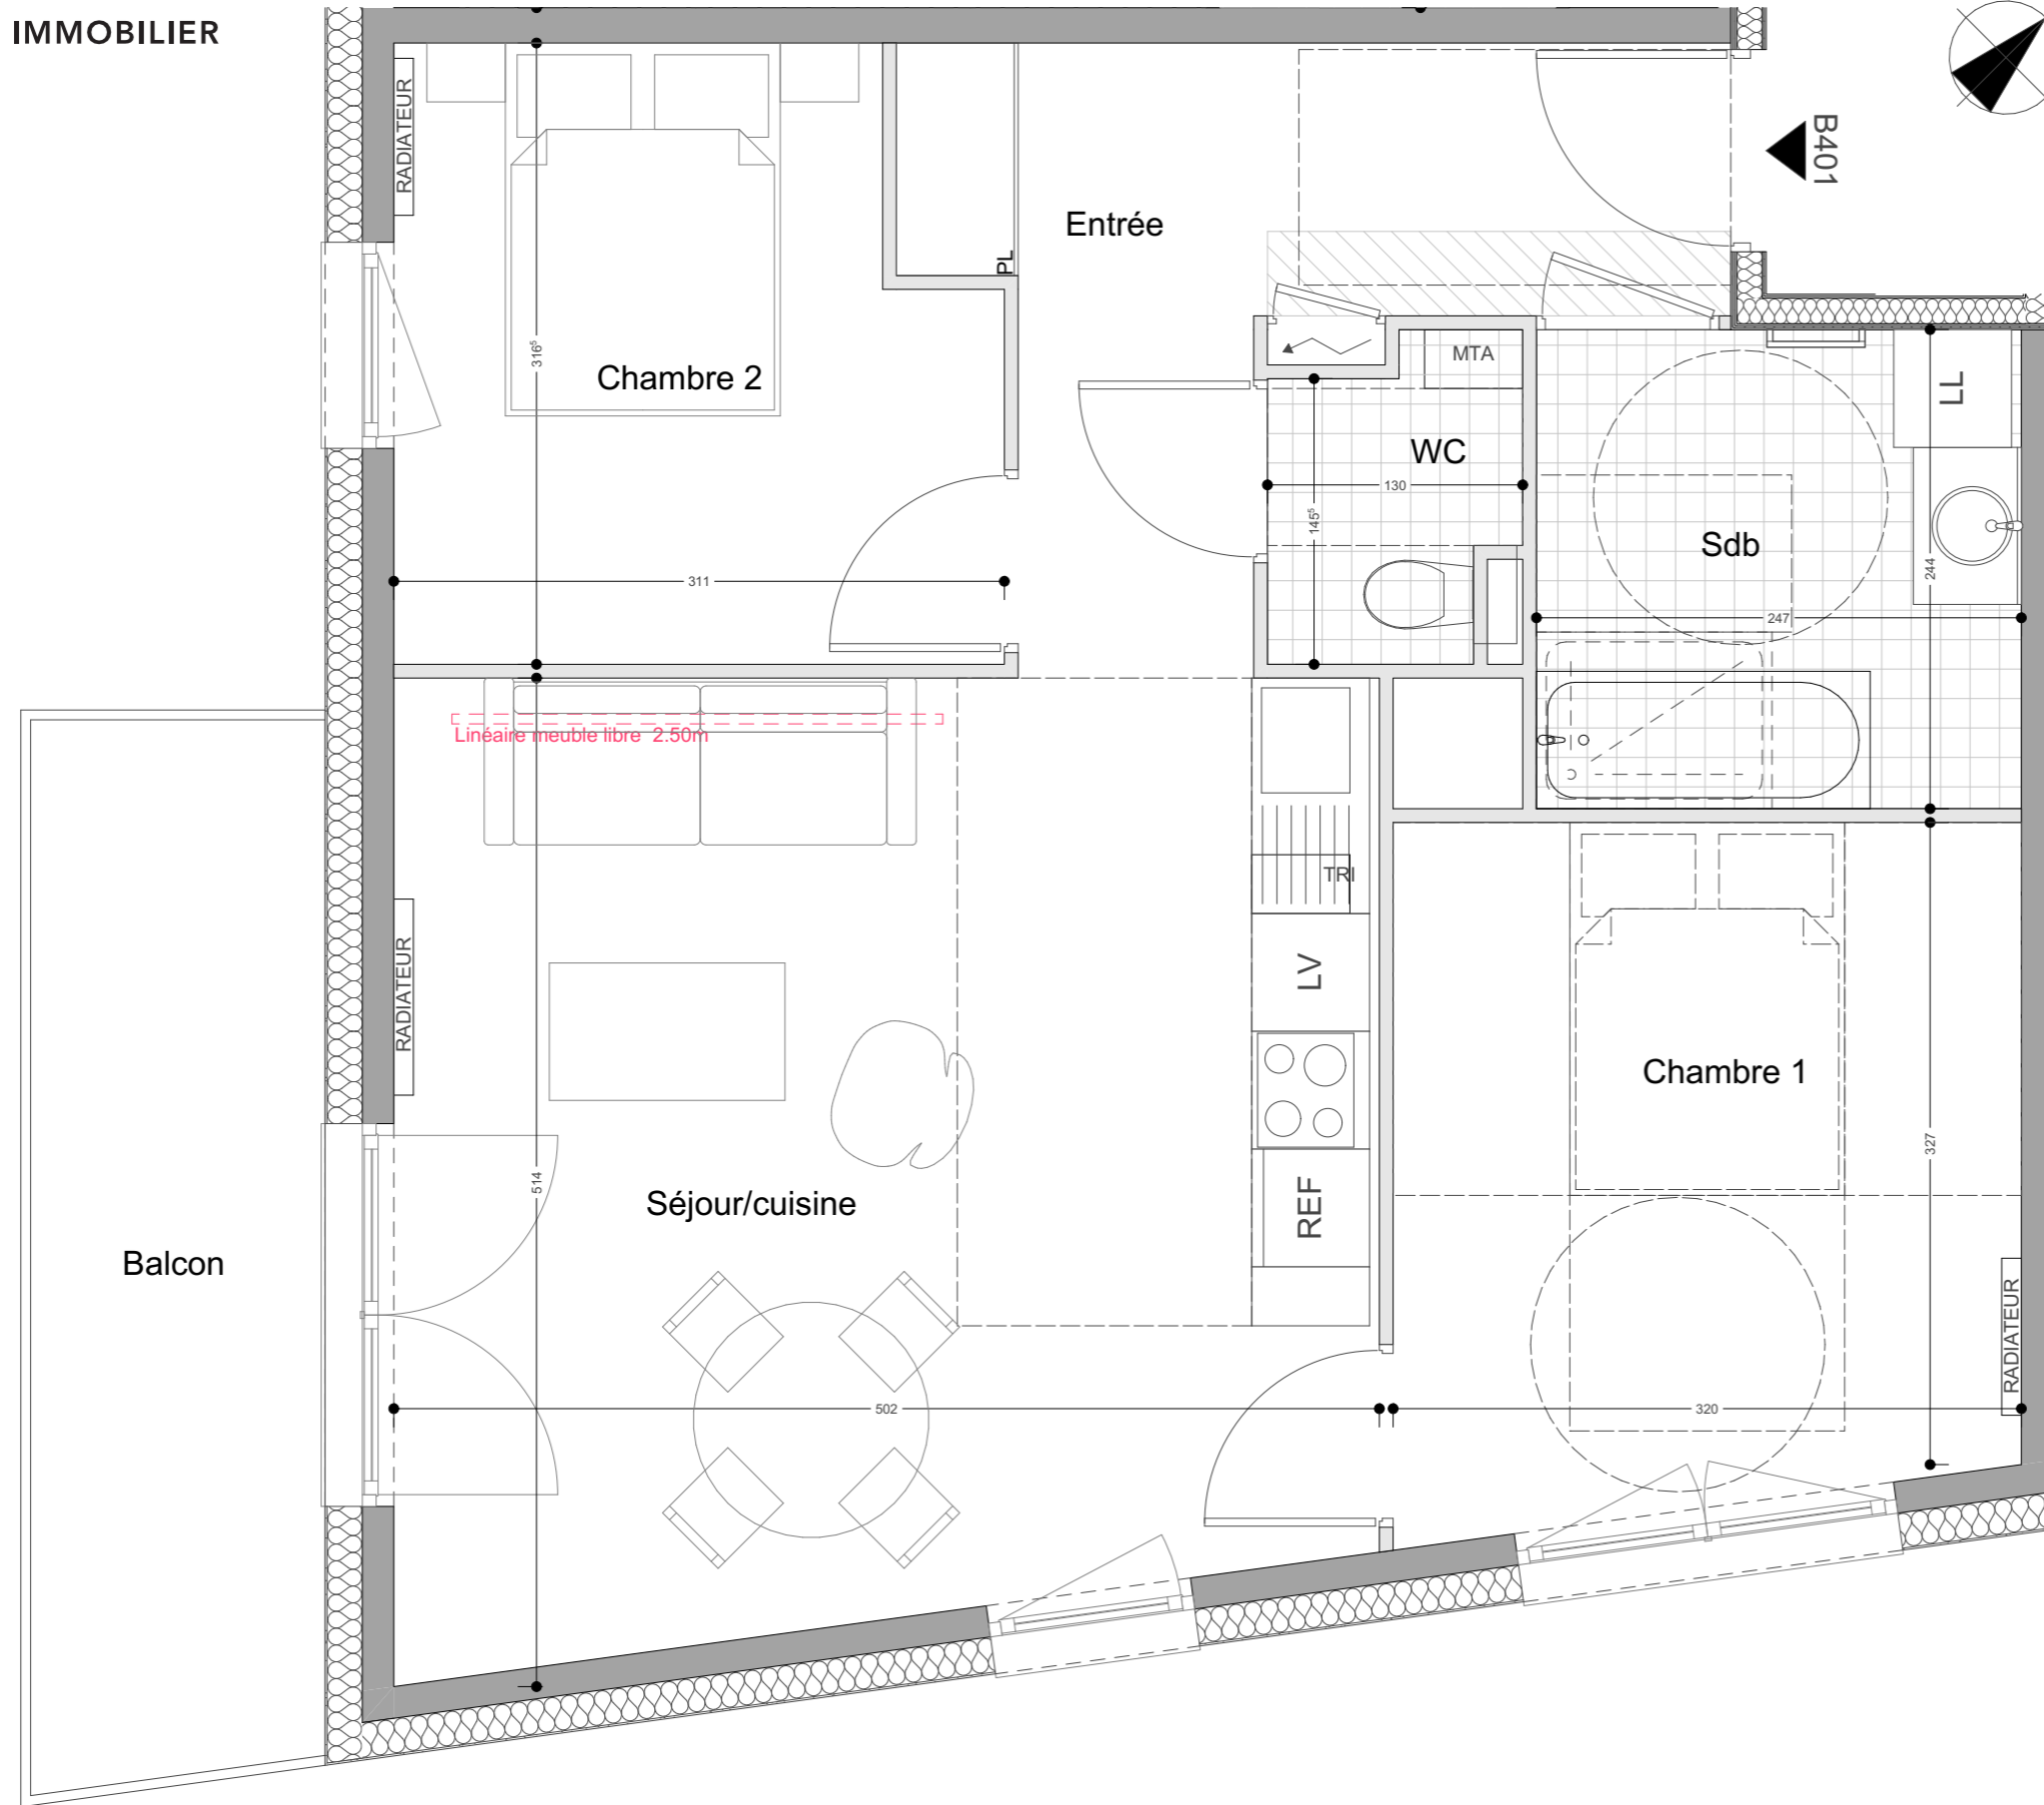 IMMOBILIER
RADIATEUR
B401
Entrée
PL
316⁵
Chambre 2
MTA
LL
WC
130
145⁵
Sdb
244
311
247
Linéaire meuble libre 2.50m
TRI
LV
RADIATEUR
Chambre 1
327
514
Séjour/cuisine
REF
Balcon
RADIATEUR
502
320